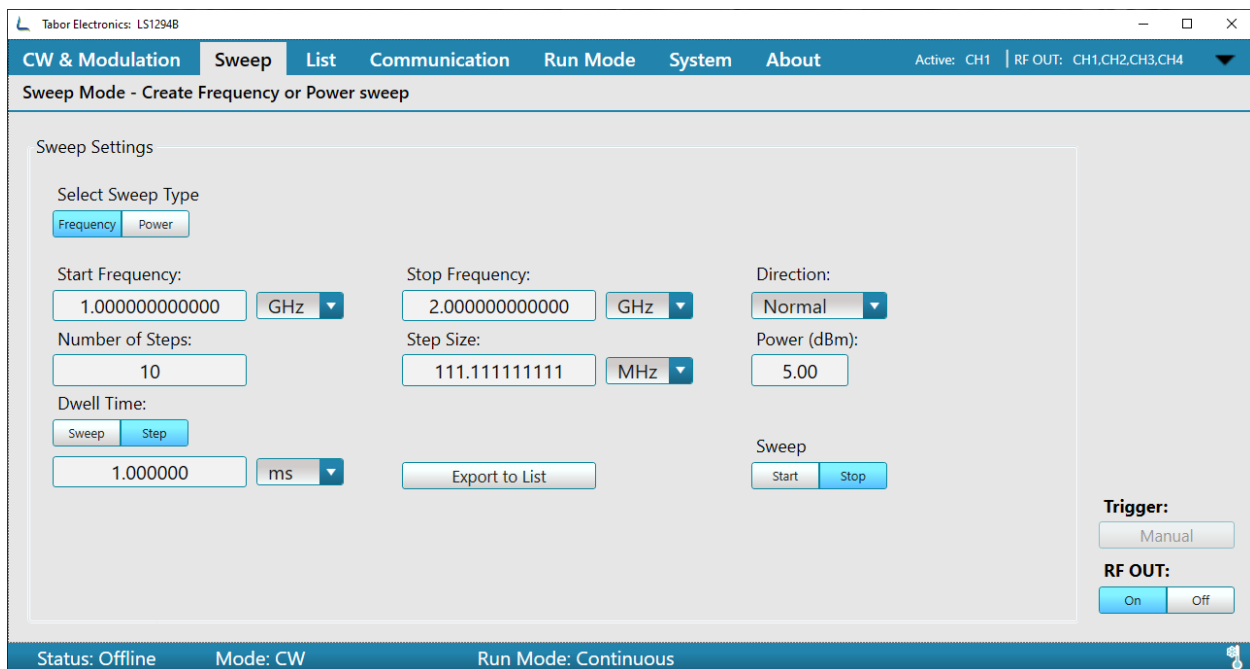 Tabor Electronics: LS1294B
CW & Modulation Sweep List Communication Run Mode System About Active: CH1 RF OUT: CH1,CH2,CH3,CH4
Sweep Mode - Create Frequency or Power sweep
Sweep Settings
Select Sweep Type
Frequency Power
Start Frequency: Stop Frequency: Direction:
1.000000000000 GHz 2.000000000000 GHz Normal
Number of Steps: Step Size: Power (dBm):
10 111.111111111 MHz 5.00
Dwell Time:
Sweep Step
Sweep
1.000000 ms Export to List Start Stop
Trigger:
Manual
RF OUT:
On Off
Status: Offline Mode: CW Run Mode: Continuous